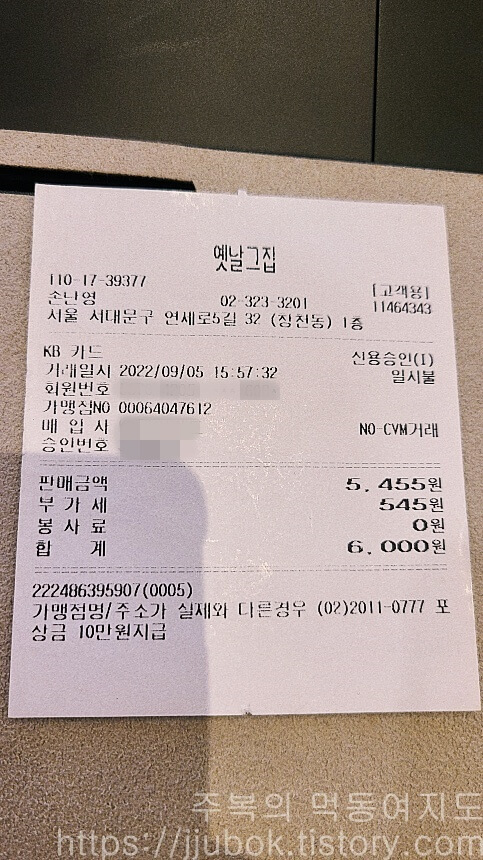 옛날그집
110-17-39377 [고객용]
손난영 02-323-3201 11464343
서울 서대문구 연세로5길 32 (창천동) 1층
KB 카드 신용승인(I)
거래일시 2022/09/05 15:57:32 일시불
회원번호
가맹점NO 00064047612
매 입 사 NO-CVM거래
승인번호
판매금액 5,455원
부 가 세 545원
봉 사 료 0원
합 계 6,000원
222486395907(0005)
가맹점명/주소가 실제와 다른경우 (02)2011-0777 포
상금 10만원지급
주복의 먹동여지도
https://jjubok.tistory.com